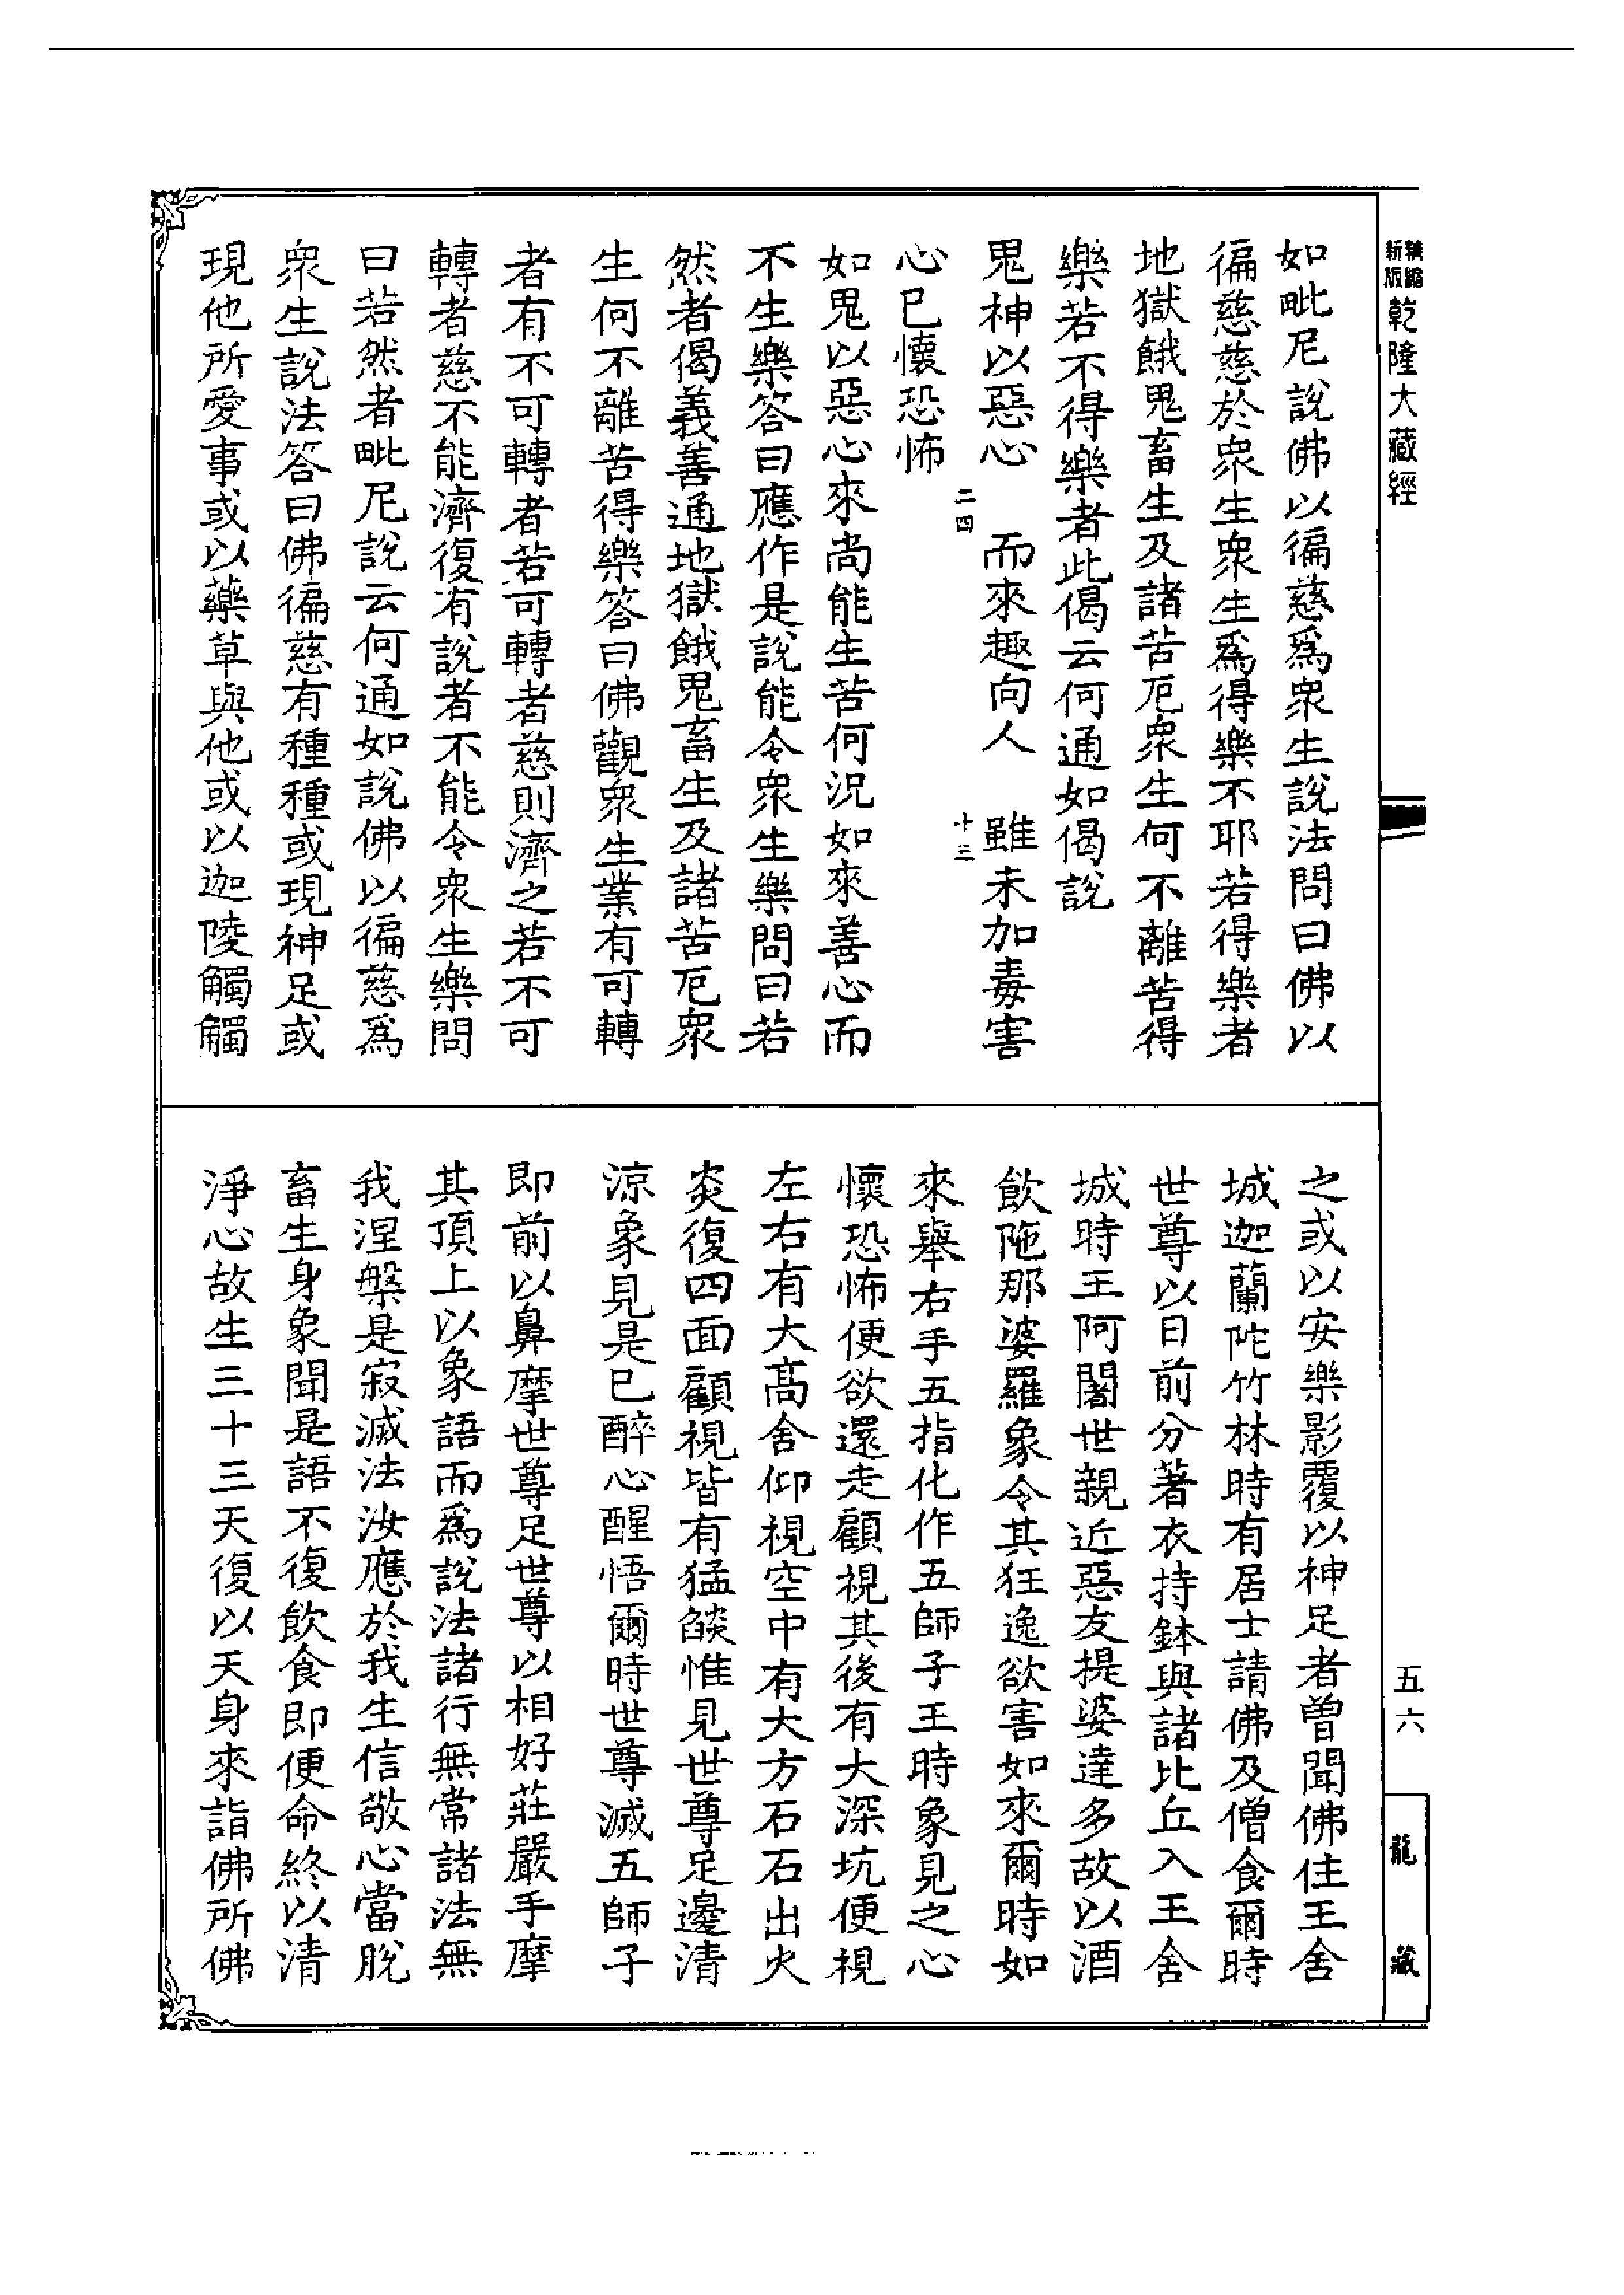 新版精縮乾隆大藏經
如毗尼說佛以徧慈爲衆生說法問曰佛以
徧慈慈於衆生衆生爲得樂不耶若得樂者
地獄餓鬼畜生及諸苦厄衆生何不離苦得
樂若不得樂者此偈云何通如偈說
鬼神以惡心　而來趣向人　雖未加毒害
二四　十三
心已懷恐怖
如鬼以惡心來尚能生苦何況如來善心而
不生樂答曰應作是說能令衆生樂問曰若
然者偈義善通地獄餓鬼畜生及諸苦厄衆
生何不離苦得樂答曰佛觀衆生業有可轉
者有不可轉者若可轉者慈則濟之若不可
轉者慈不能濟復有說者不能令衆生樂問
曰若然者毗尼說云何通如說佛以徧慈爲
衆生說法答曰佛徧慈有種種或現神足或
現他所愛事或以藥草與他或以迦陵觸觸
之或以安樂影覆以神足者曾聞佛住王舍
城迦蘭陀竹林時有居士請佛及僧食爾時
世尊以日前分著衣持鉢與諸比丘入王舍
城時王阿闍世親近惡友提婆達多故以酒
飲陁那婆羅象令其狂逸欲害如來爾時如
來舉右手五指化作五師子王時象見之心
懷恐怖便欲還走顧視其後有大深坑便視
左右有大高舍仰視空中有大方石石出火
炎復四面顧視皆有猛𦦨惟見世尊足邊清
涼象見是已醉心醒悟爾時世尊滅五師子
即前以鼻摩世尊足世尊以相好莊嚴手摩
其頂上以象語而爲說法諸行無常諸法無
我涅槃是寂滅法汝應於我生信敬心當脫
畜生身象聞是語不復飲食即便命終以清
淨心故生三十三天復以天身來詣佛所佛
五六
龍藏